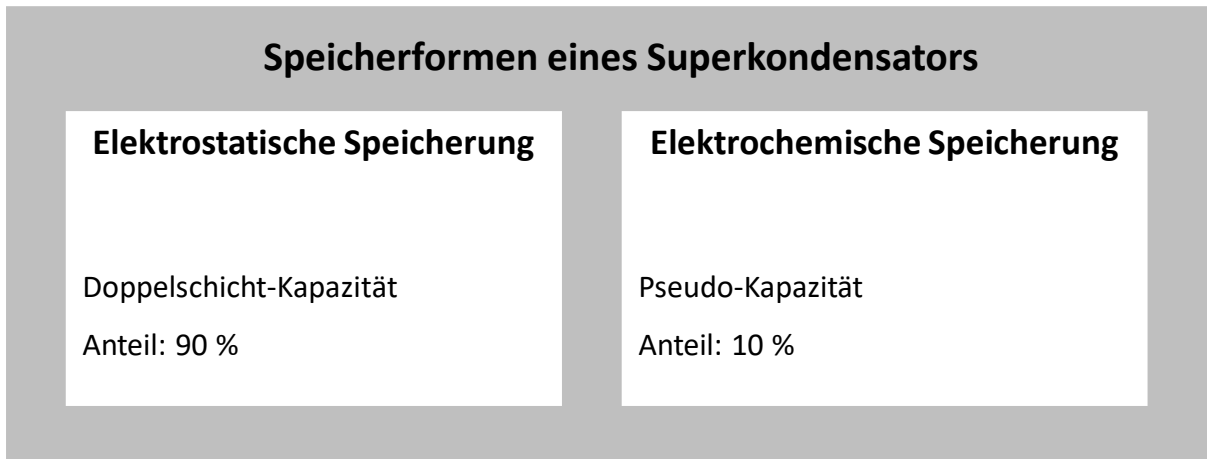 Speicherformen eines Superkondensators
Elektrostatische Speicherung
Doppelschicht-Kapazität
Anteil: 90 %
Elektrochemische Speicherung
Pseudo-Kapazität
Anteil: 10 %